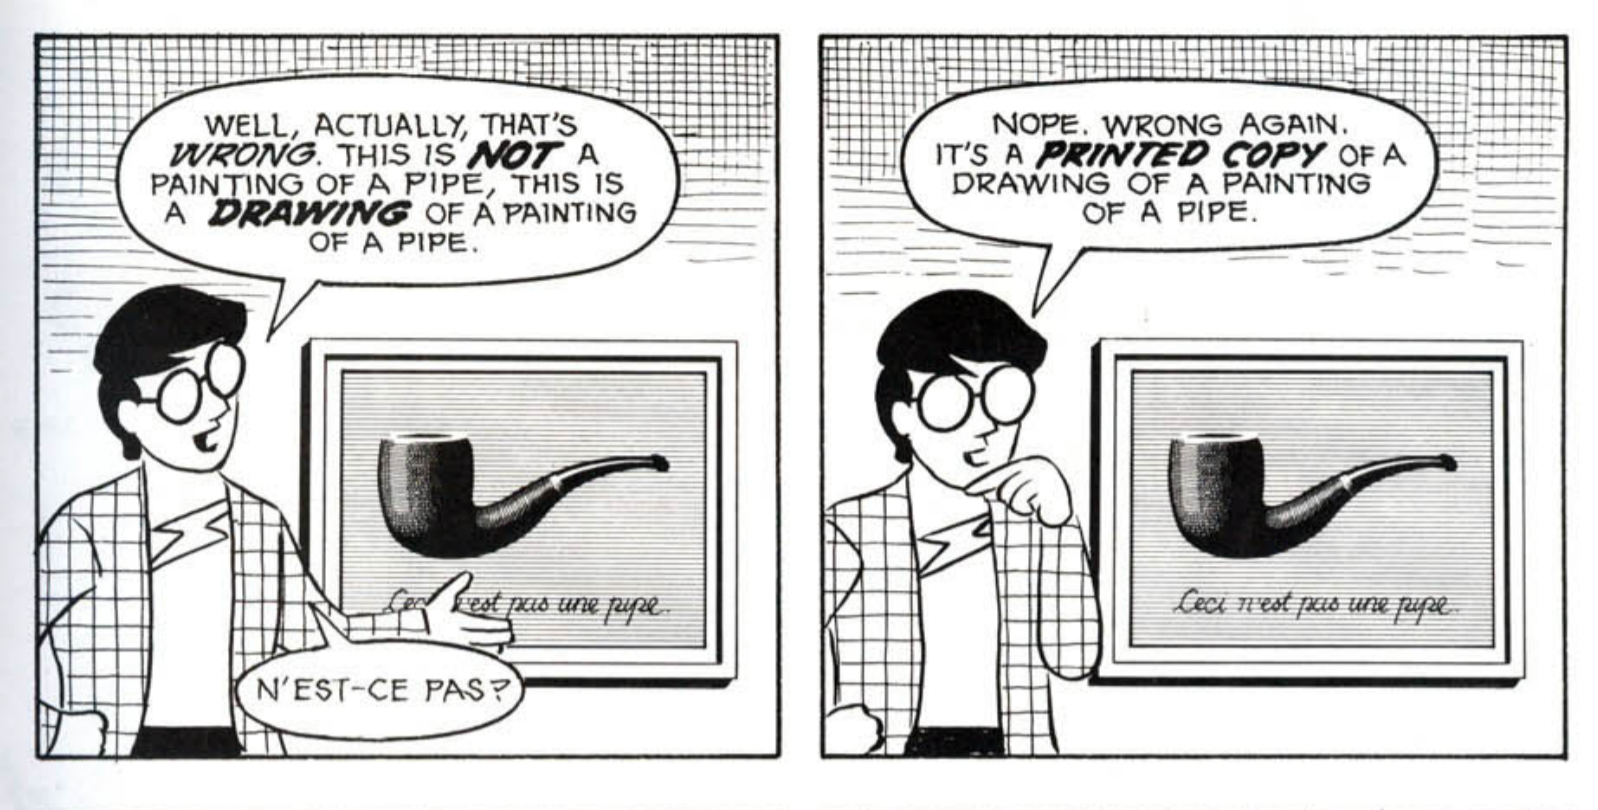 WELL, ACTUALLY, THAT'S
WRONG. THIS IS NOT A
PAINTING OF A PIPE, THIS IS
A DRAWING OF A PAINTING
OF A PIPE.
Ceci n'est pas une pipe.
N'EST-CE PAS?
NOPE. WRONG AGAIN.
IT'S A PRINTED COPY OF A
DRAWING OF A PAINTING
OF A PIPE.
Ceci n'est pas une pipe.